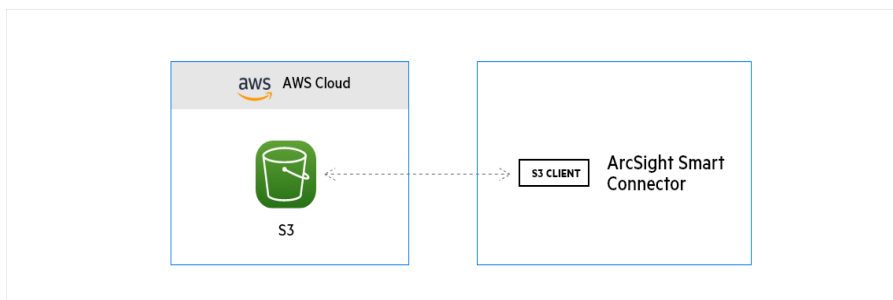 aws AWS Cloud
S3
S3 CLIENT
ArcSight Smart
Connector